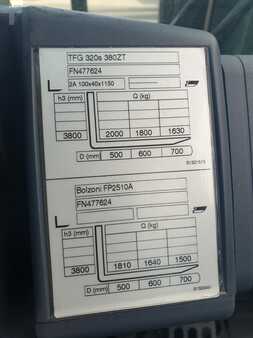 TFG 320s 380ZT
FN477624
2A 100x40x1150
h3 (mm) Q (kg)
3800 2000 1800 1630
D (mm) 500 600 700
Bolzoni FP2510A
FN477624
h3 (mm) Q (kg)
3800 1810 1640 1500
D (mm) 500 600 700